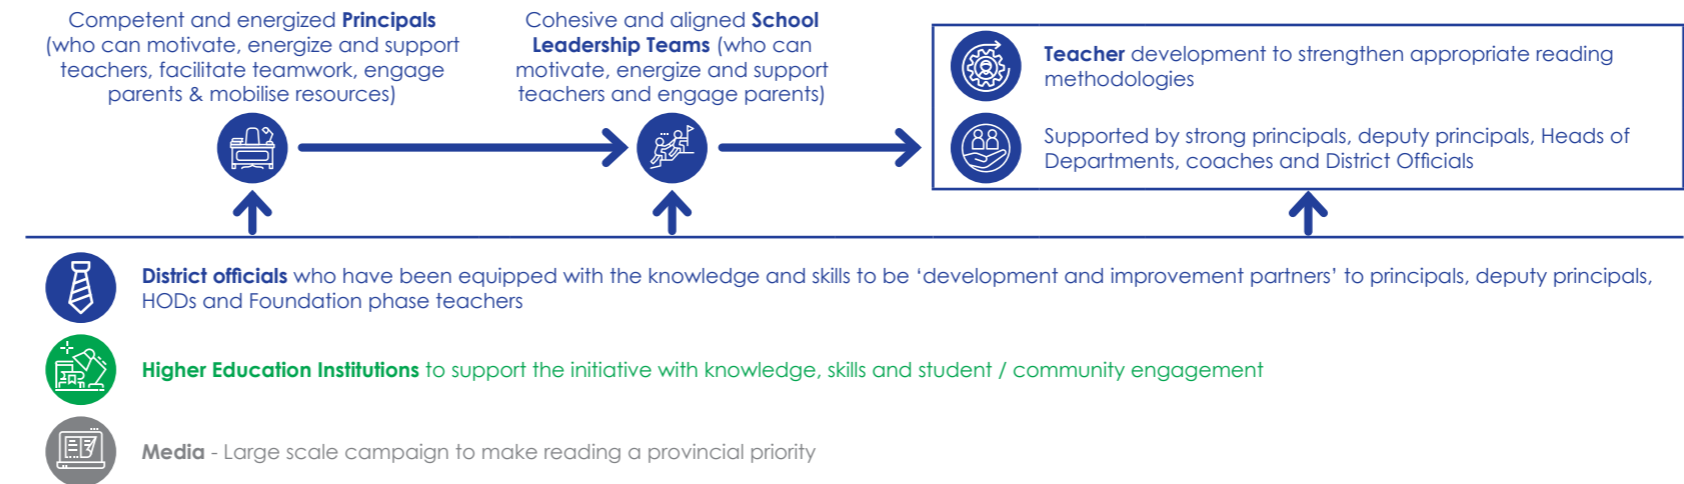 Competent and energized Principals
(who can motivate, energize and support
teachers, facilitate teamwork, engage
parents & mobilise resources)
Cohesive and aligned School
Leadership Teams (who can
motivate, energize and support
teachers and engage parents)
Teacher development to strengthen appropriate reading
methodologies
Supported by strong principals, deputy principals, Heads of
Departments, coaches and District Officials
District officials who have been equipped with the knowledge and skills to be ‘development and improvement partners’ to principals, deputy principals,
HODs and Foundation phase teachers
Higher Education Institutions to support the initiative with knowledge, skills and student / community engagement
Media - Large scale campaign to make reading a provincial priority